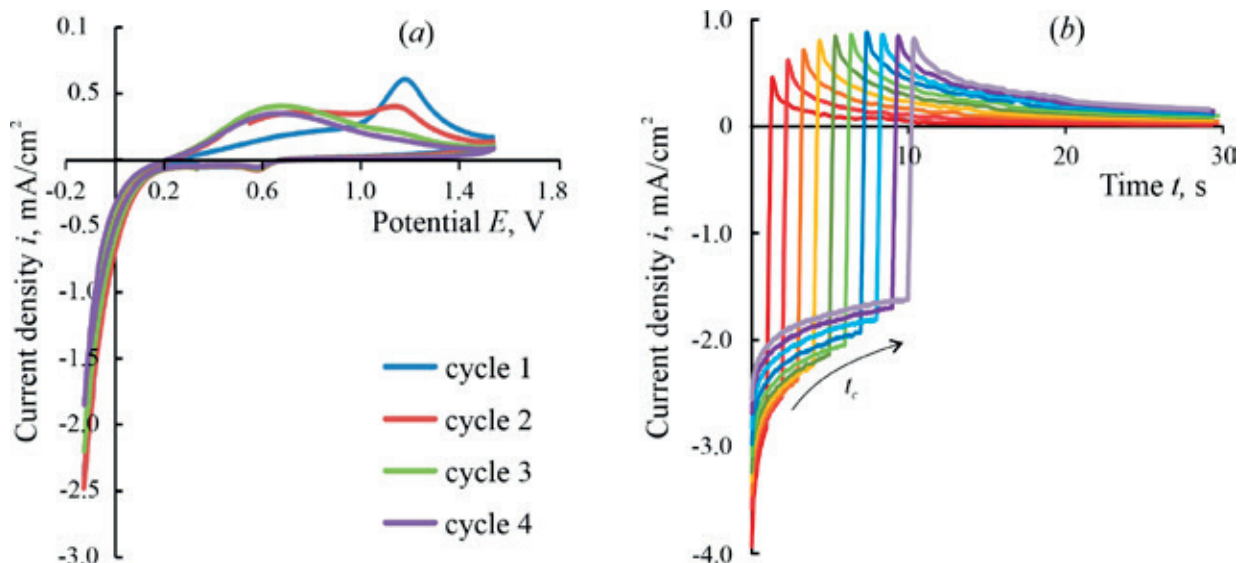 (a)
0.1
0.5
-0.2
0.2
0.6
1.0
1.4
1.8
-0.5
-1.0
-1.5
-2.0
-2.5
-3.0
Potential E, V
Current density i, mA/cm²
cycle 1
cycle 2
cycle 3
cycle 4
(b)
1.0
0
10
20
30
-1.0
-2.0
-3.0
-4.0
Time t, s
Current density i, mA/cm²
t_c